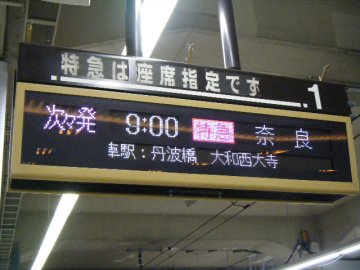 特急は座席指定です
1
次々発 9:00 特急 奈良
車駅：丹波橋 大和西大寺